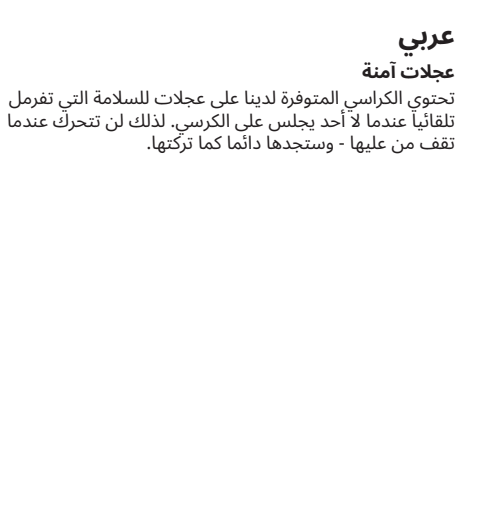 عربي
عجلات آمنة
تحتوي الكراسي المتوفرة لدينا على عجلات للسلامة التي تفرمل
تلقائيا عندما لا أحد يجلس على الكرسي. لذلك لن تتحرك عندما
تقف من عليها - وستجدها دائما كما تركتها.